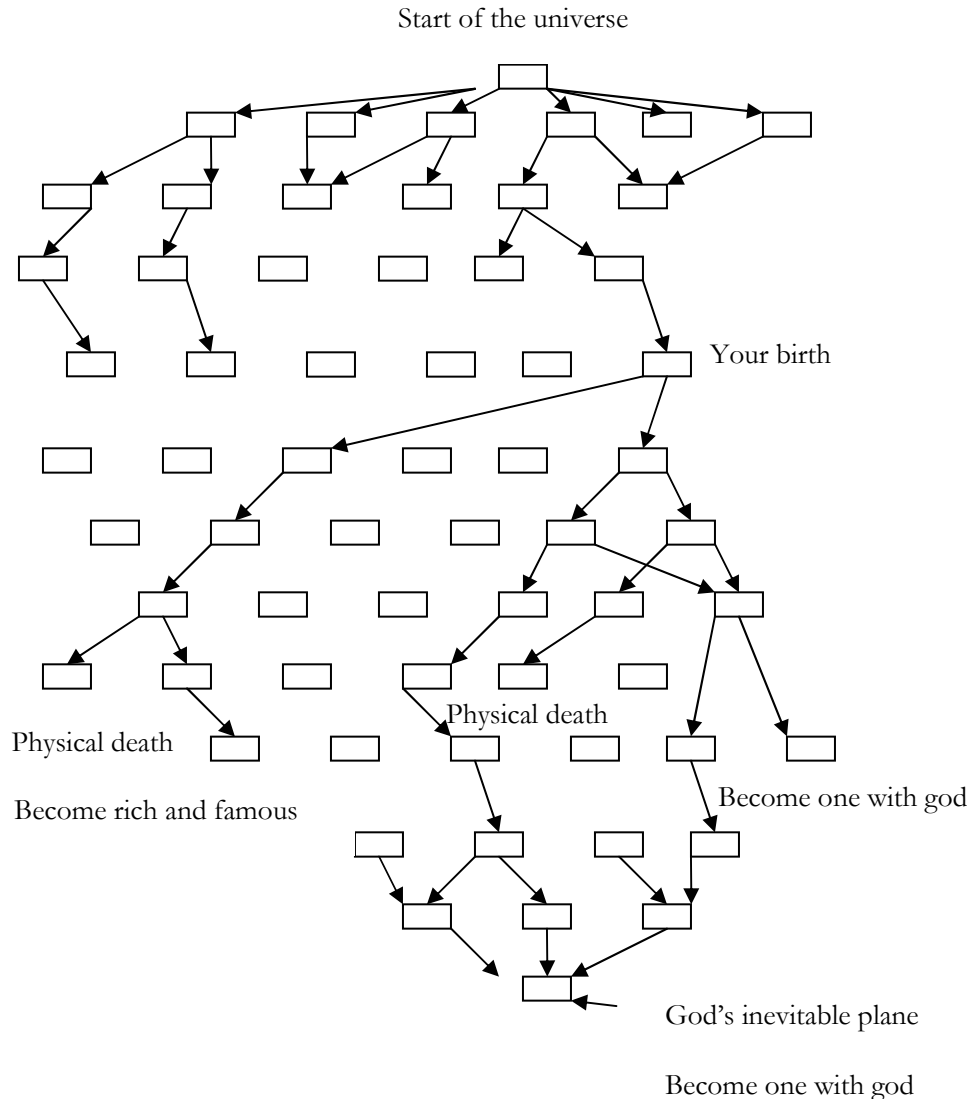 Start of the universe
Your birth
Physical death
Physical death
Become one with god
Become rich and famous
God's inevitable plane
Become one with god